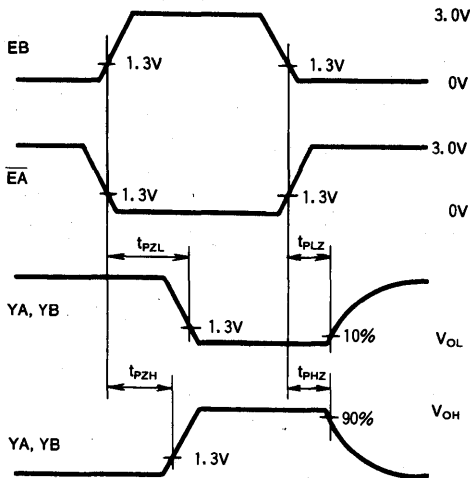 3.0V
EB
1.3V 1.3V
0V
EA 3.0V
1.3V 1.3V
0V
tPZL tPLZ
YA, YB
1.3V 10% VOL
tPZH tPHZ
90% VOH
YA, YB
1.3V